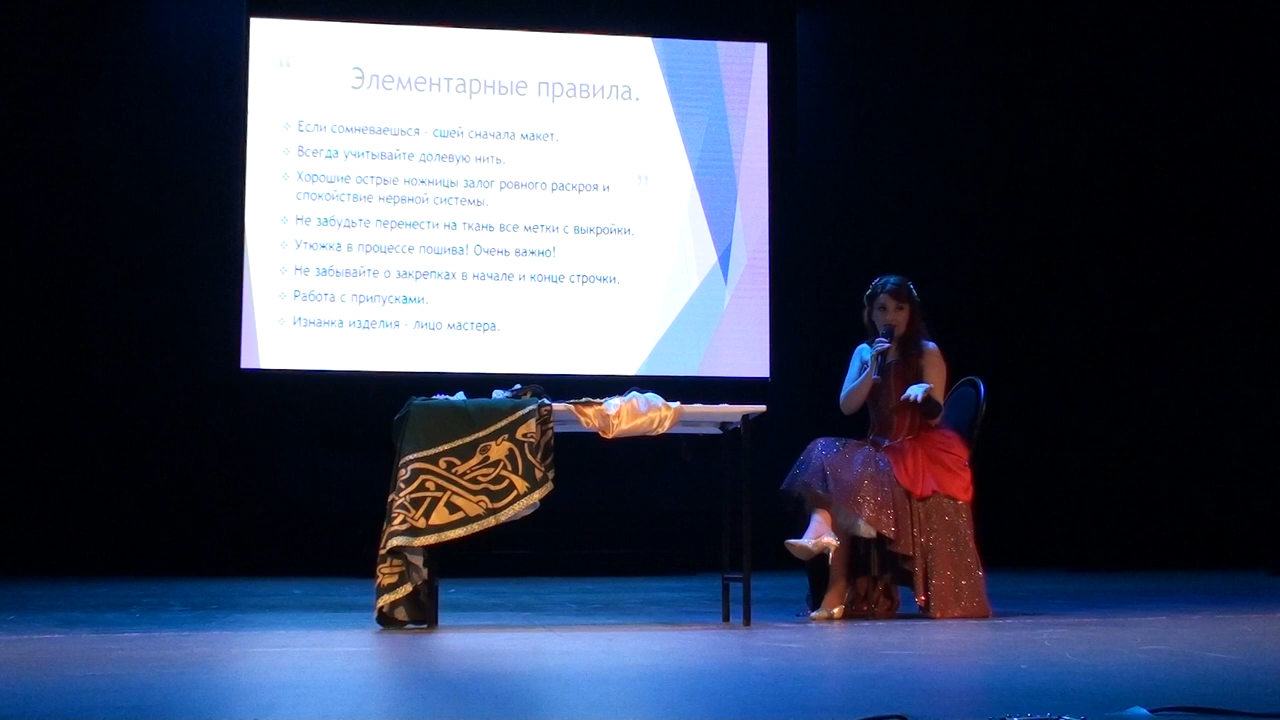 Элементарные правила.
Если сомневаешься - сшей сначала макет.
Всегда учитывайте долевую нить.
Хорошие острые ножницы залог ровного раскроя и
спокойствие нервной системы.
Не забудьте перенести на ткань все метки с выкройки.
Утюжка в процессе пошива! Очень важно!
Не забывайте о закрепках в начале и конце строчки.
Работа с припусками.
Изнанка изделия - лицо мастера.